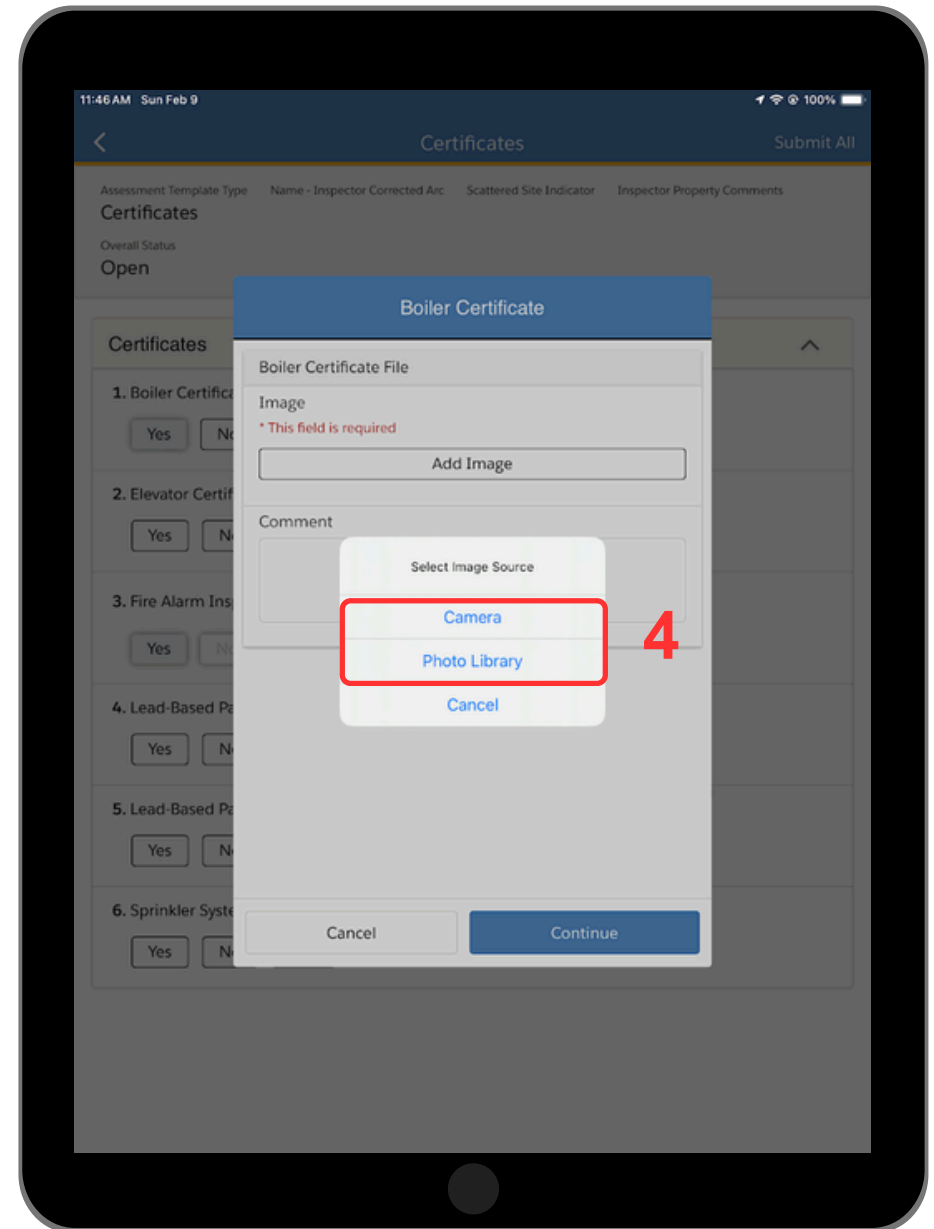 11:46 AM Sun Feb 9 100%
Certificates Submit All
Assessment Template Type Name - Inspector Corrected Arc Scattered Site Indicator Inspector Property Comments
Certificates
Overall Status
Open
Boiler Certificate
Certificates
Boiler Certificate File
1. Boiler Certifica
Image
* This field is required
Yes No
Add Image
2. Elevator Certif
Comment
Yes
Select Image Source
3. Fire Alarm Ins
Camera
4
Yes No
Photo Library
4. Lead-Based Pa
Cancel
Yes
5. Lead-Based Pa
Yes
6. Sprinkler Syste
Cancel Continue
Yes